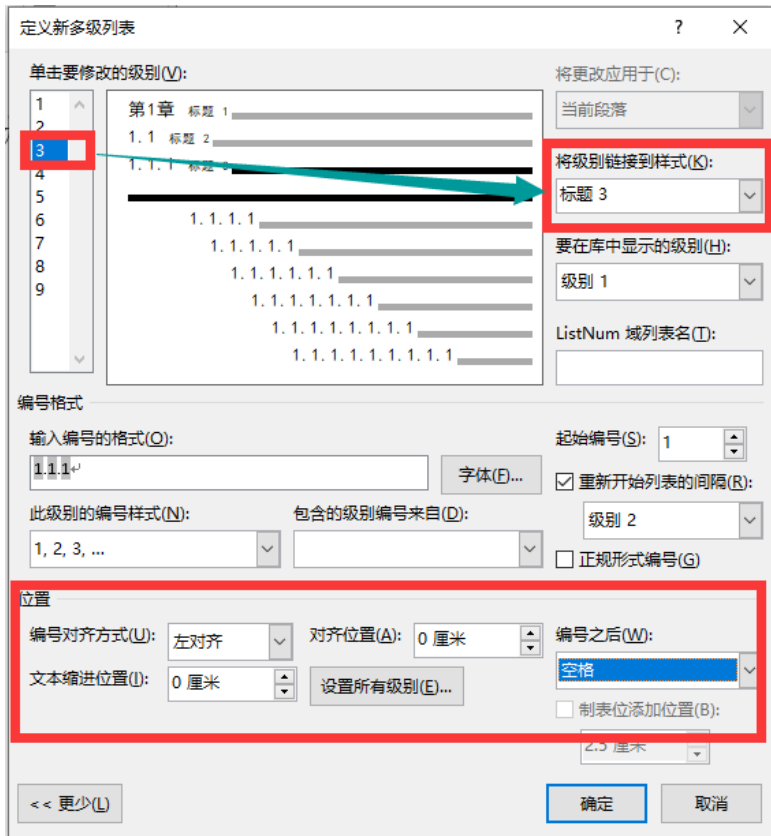 定义新多级列表 ? ×
单击要修改的级别(V):
将更改应用于(C):
1
2
3
4
5
6
7
8
9
第1章 标题 1
1.1 标题 2
1.1.1 标题 3
1.1.1.1
1.1.1.1.1
1.1.1.1.1.1
1.1.1.1.1.1.1
1.1.1.1.1.1.1.1
1.1.1.1.1.1.1.1.1
当前段落
将级别链接到样式(K):
标题 3
要在库中显示的级别(H):
级别 1
ListNum 域列表名(T):
编号格式
输入编号的格式(O):
起始编号(S): 1
1.1.1↵
字体(F)...
重新开始列表的间隔(R):
此级别的编号样式(N):
包含的级别编号来自(D):
级别 2
1, 2, 3, ...
正规形式编号(G)
位置
编号对齐方式(U): 左对齐 对齐位置(A): 0 厘米 编号之后(W):
文本缩进位置(I): 0 厘米 设置所有级别(E)... 空格
制表位添加位置(B):
2.5 厘米
<< 更少(L) 确定 取消